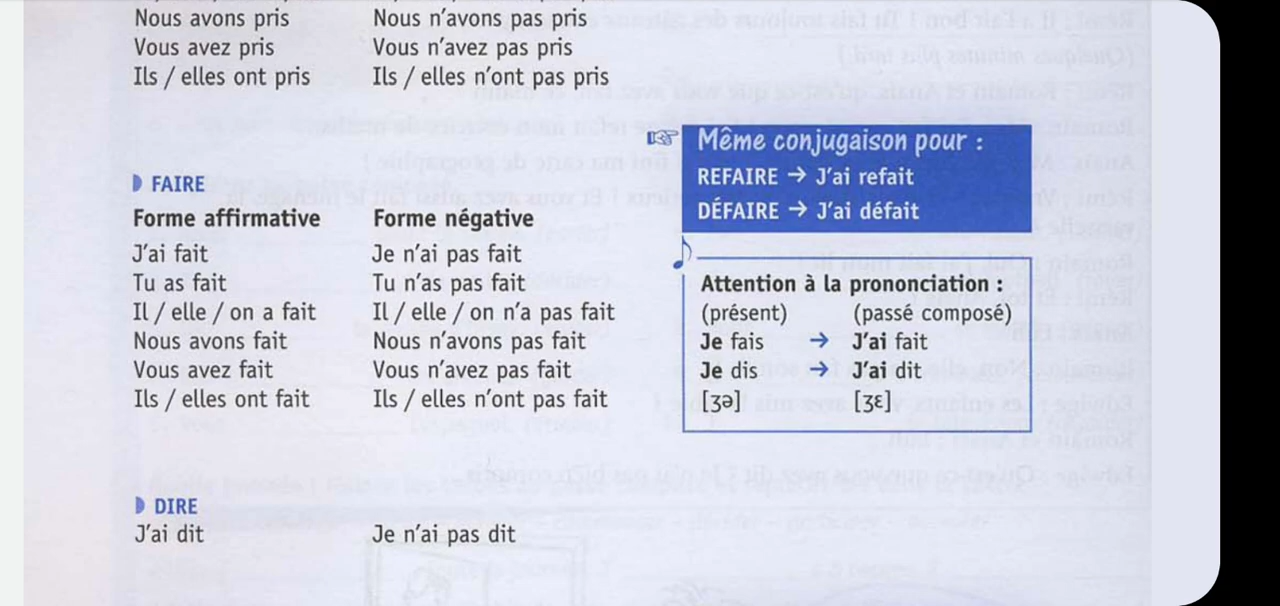 Nous avons pris Nous n'avons pas pris
Vous avez pris Vous n'avez pas pris
Ils / elles ont pris Ils / elles n'ont pas pris
FAIRE
Forme affirmative Forme négative
J'ai fait Je n'ai pas fait
Tu as fait Tu n'as pas fait
Il / elle / on a fait Il / elle / on n'a pas fait
Nous avons fait Nous n'avons pas fait
Vous avez fait Vous n'avez pas fait
Ils / elles ont fait Ils / elles n'ont pas fait
Même conjugaison pour :
REFAIRE → J'ai refait
DÉFAIRE → J'ai défait
Attention à la prononciation :
(présent) (passé composé)
Je fais → J'ai fait
Je dis → J'ai dit
[ʒə] [ʒɛ]
DIRE
J'ai dit Je n'ai pas dit